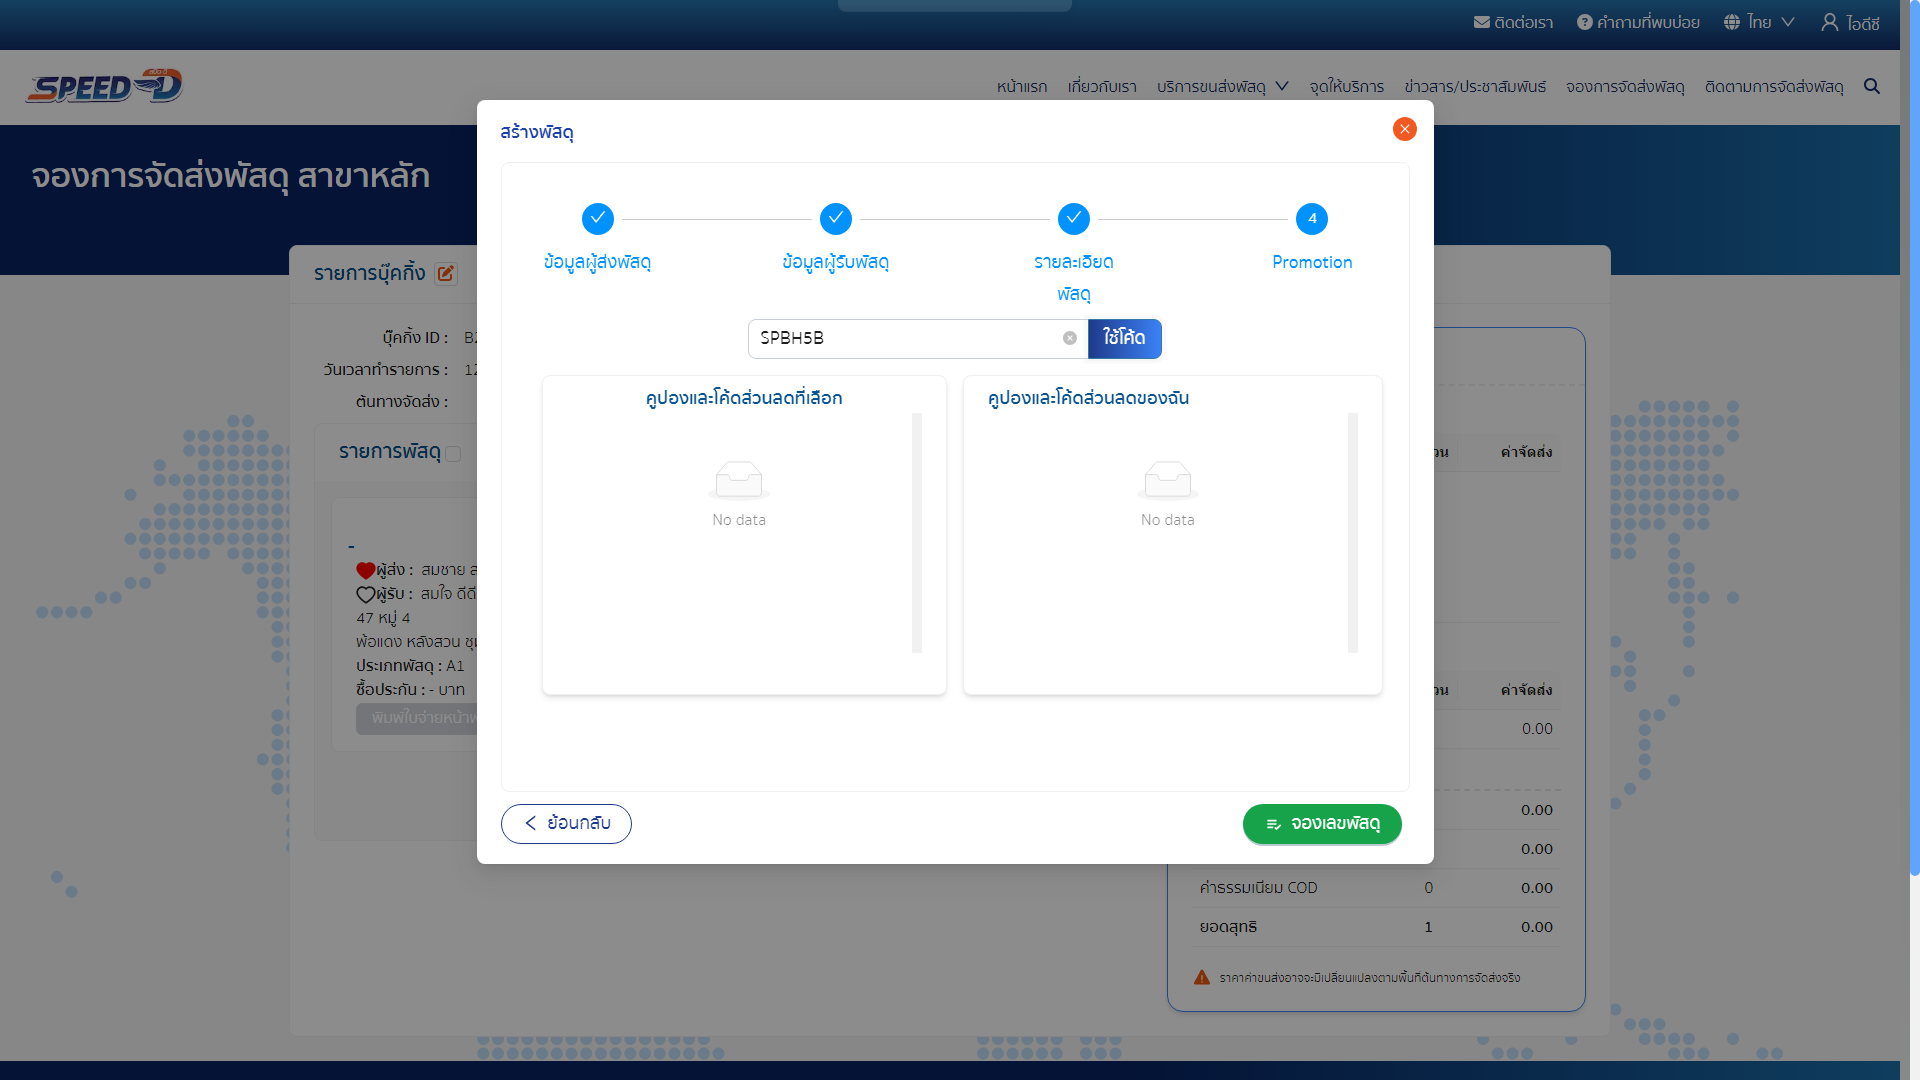 ติดต่อเรา
คำถามที่พบบ่อย
ไทย
ไอดีซี
สปีด-ดี
SPEED-D
หน้าแรก เกี่ยวกับเรา บริการขนส่งพัสดุ จุดให้บริการ ข่าวสาร/ประชาสัมพันธ์ จองการจัดส่งพัสดุ ติดตามการจัดส่งพัสดุ
จองการจัดส่งพัสดุ สาขาหลัก
รายการบุ๊คกิ้ง
บุ๊คกิ้ง ID :
วันเวลาทำรายการ : 12
ต้นทางจัดส่ง :
รายการพัสดุ
-
ผู้ส่ง : สมชาย
ผู้รับ : สมใจ ดีดี
47 หมู่ 4
พ้อแดง หลังสวน
ประเภทพัสดุ : A1
ซื้อประกัน : - บาท
พิมพ์ใบจ่ายหน้า
สร้างพัสดุ
ข้อมูลผู้ส่งพัสดุ
ข้อมูลผู้รับพัสดุ
รายละเอียด
พัสดุ
4
Promotion
SPBH5B
ใช้โค้ด
คูปองและโค้ดส่วนลดที่เลือก
No data
คูปองและโค้ดส่วนลดของฉัน
No data
ย้อนกลับ
จองเลขพัสดุ
ค่าจัดส่ง
ค่าจัดส่ง
0.00
0.00
0.00
ค่าธรรมเนียม COD 0 0.00
ยอดสุทธิ 1 0.00
ราคาค่าขนส่งอาจจะมีเปลี่ยนแปลงตามพื้นที่ต้นทางการจัดส่งจริง